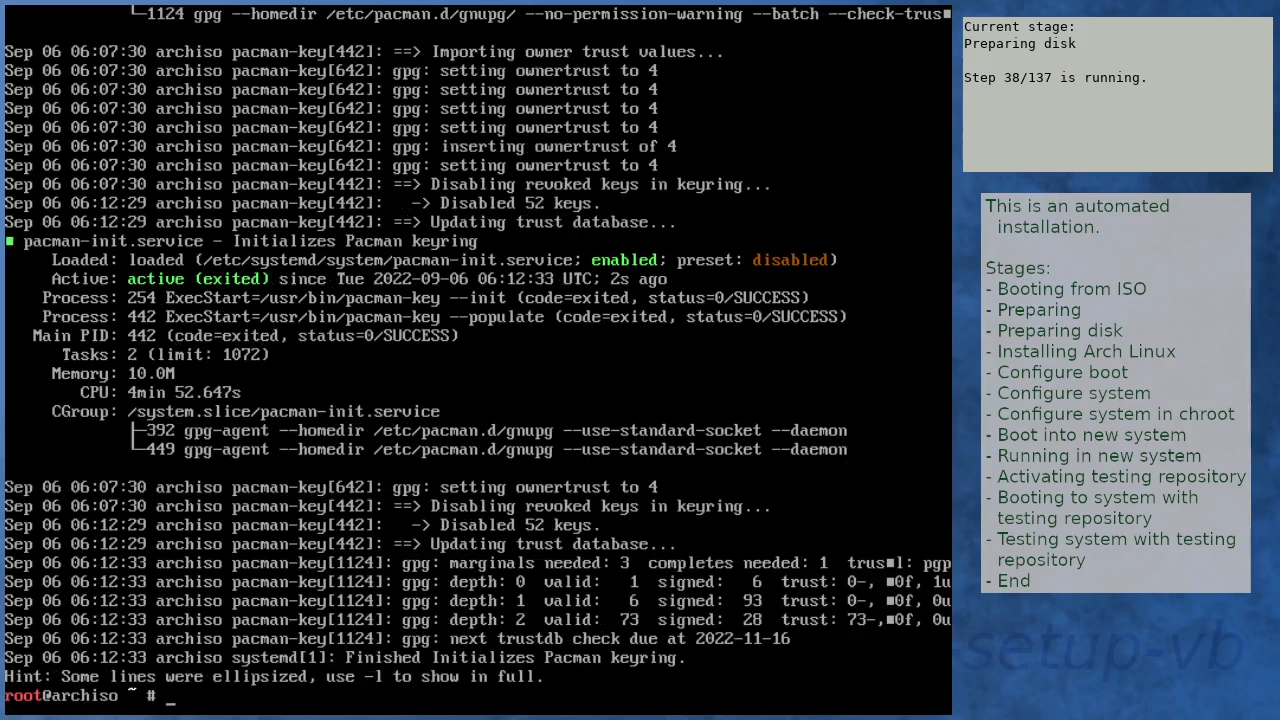 └─1124 gpg --homedir /etc/pacman.d/gnupg/ --no-permission-warning --batch --check-trus■
Sep 06 06:07:30 archiso pacman-key[442]: ==> Importing owner trust values...
Sep 06 06:07:30 archiso pacman-key[642]: gpg: setting ownertrust to 4
Sep 06 06:07:30 archiso pacman-key[642]: gpg: setting ownertrust to 4
Sep 06 06:07:30 archiso pacman-key[642]: gpg: setting ownertrust to 4
Sep 06 06:07:30 archiso pacman-key[642]: gpg: setting ownertrust to 4
Sep 06 06:07:30 archiso pacman-key[642]: gpg: inserting ownertrust of 4
Sep 06 06:07:30 archiso pacman-key[642]: gpg: setting ownertrust to 4
Sep 06 06:07:30 archiso pacman-key[442]: ==> Disabling revoked keys in keyring...
Sep 06 06:12:29 archiso pacman-key[442]:   -> Disabled 52 keys.
Sep 06 06:12:29 archiso pacman-key[442]: ==> Updating trust database...
■ pacman-init.service - Initializes Pacman keyring
Loaded: loaded (/etc/systemd/system/pacman-init.service; enabled; preset: disabled)
Active: active (exited) since Tue 2022-09-06 06:12:33 UTC; 2s ago
Process: 254 ExecStart=/usr/bin/pacman-key --init (code=exited, status=0/SUCCESS)
Process: 442 ExecStart=/usr/bin/pacman-key --populate (code=exited, status=0/SUCCESS)
Main PID: 442 (code=exited, status=0/SUCCESS)
Tasks: 2 (limit: 1072)
Memory: 10.0M
CPU: 4min 52.647s
CGroup: /system.slice/pacman-init.service
├─392 gpg-agent --homedir /etc/pacman.d/gnupg --use-standard-socket --daemon
└─449 gpg-agent --homedir /etc/pacman.d/gnupg --use-standard-socket --daemon
Sep 06 06:07:30 archiso pacman-key[642]: gpg: setting ownertrust to 4
Sep 06 06:07:30 archiso pacman-key[442]: ==> Disabling revoked keys in keyring...
Sep 06 06:12:29 archiso pacman-key[442]:   -> Disabled 52 keys.
Sep 06 06:12:29 archiso pacman-key[442]: ==> Updating trust database...
Sep 06 06:12:33 archiso pacman-key[1124]: gpg: marginals needed: 3  completes needed: 1  trus■l: pgp
Sep 06 06:12:33 archiso pacman-key[1124]: gpg: depth: 0  valid:   1  signed:   6  trust: 0-, ■0f, 1u
Sep 06 06:12:33 archiso pacman-key[1124]: gpg: depth: 1  valid:   6  signed:  93  trust: 0-, ■0f, 0u
Sep 06 06:12:33 archiso pacman-key[1124]: gpg: depth: 2  valid:  73  signed:  28  trust: 73-,■0f, 0u
Sep 06 06:12:33 archiso pacman-key[1124]: gpg: next trustdb check due at 2022-11-16
Sep 06 06:12:33 archiso systemd[1]: Finished Initializes Pacman keyring.
Hint: Some lines were ellipsized, use -l to show in full.
root@archiso ~ # _
Current stage:
Preparing disk
Step 38/137 is running.
This is an automated
installation.
Stages:
- Booting from ISO
- Preparing
- Preparing disk
- Installing Arch Linux
- Configure boot
- Configure system
- Configure system in chroot
- Boot into new system
- Running in new system
- Activating testing repository
- Booting to system with
testing repository
- Testing system with testing
repository
- End
-setup-vb